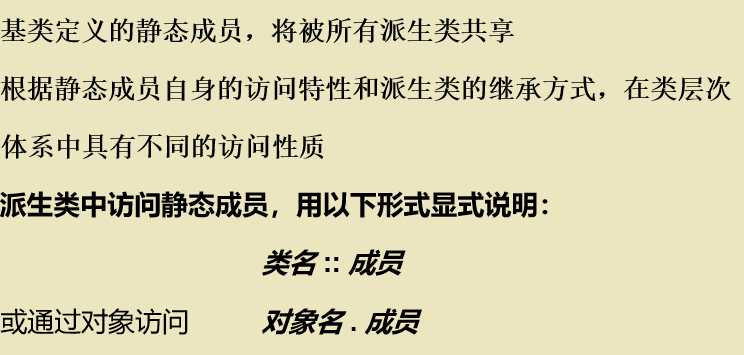 基类定义的静态成员，将被所有派生类共享
根据静态成员自身的访问特性和派生类的继承方式，在类层次
体系中具有不同的访问性质
派生类中访问静态成员，用以下形式显式说明：
类名 :: 成员
或通过对象访问 对象名 . 成员